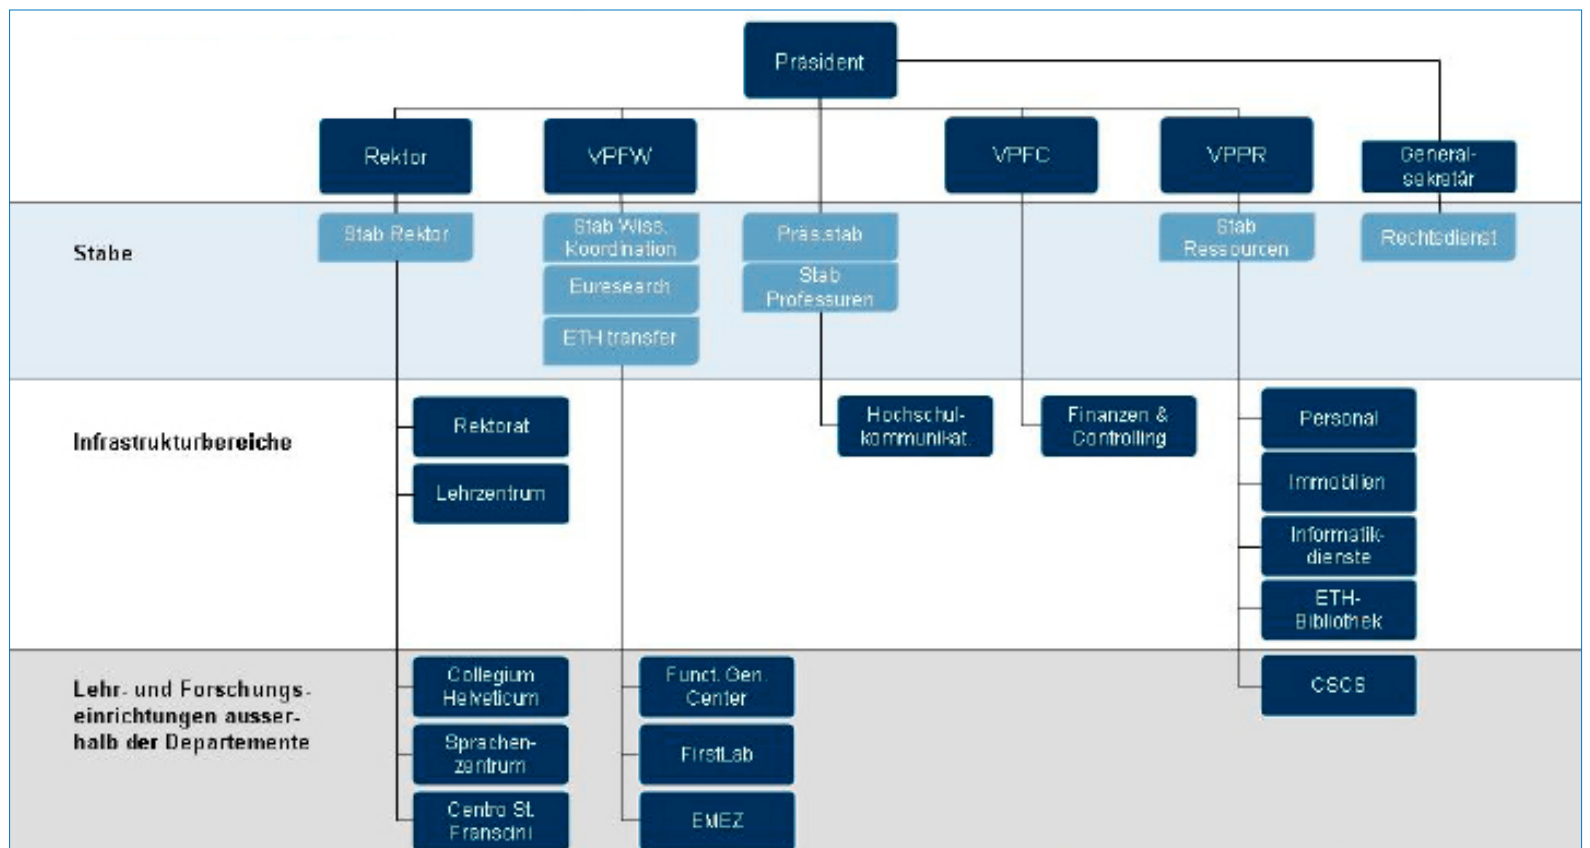 Präsident
Rektor
VPFW
VPFC
VPPR
General-
sekretär
Stäbe
Stab Rektor
Stab Wiss.
Koordination
Euresearch
ETH transfer
Präs.stab
Stab
Professuren
Stab
Ressourcen
Rechtsdienst
Infrastrukturbereiche
Rektorat
Lehrzentrum
Hochschul-
kommunikat.
Finanzen &
Controlling
Personal
Immobilien
Informatik-
dienste
ETH-
Bibliothek
Lehr- und Forschungs-
einrichtungen ausser-
halb der Departemente
Collegium
Helveticum
Sprachen-
zentrum
Centro St.
Franscini
Funct. Gen.
Center
FirstLab
EMEZ
CSCS